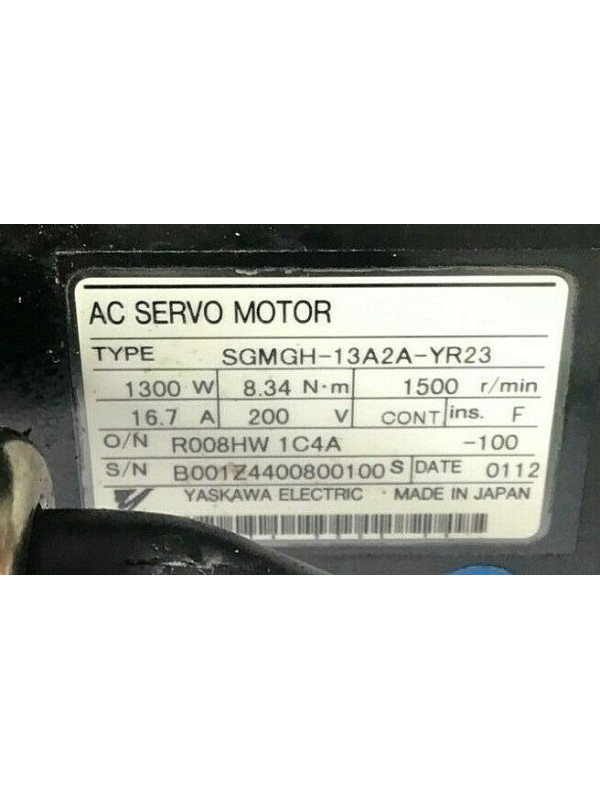 AC SERVO MOTOR
TYPE SGMGH-13A2A-YR23
1300 W 8.34 N·m 1500 r/min
16.7 A 200 V CONT ins. F
O/N R008HW 1C4A -100
S/N B001Z4400800100 S DATE 0112
YASKAWA ELECTRIC MADE IN JAPAN